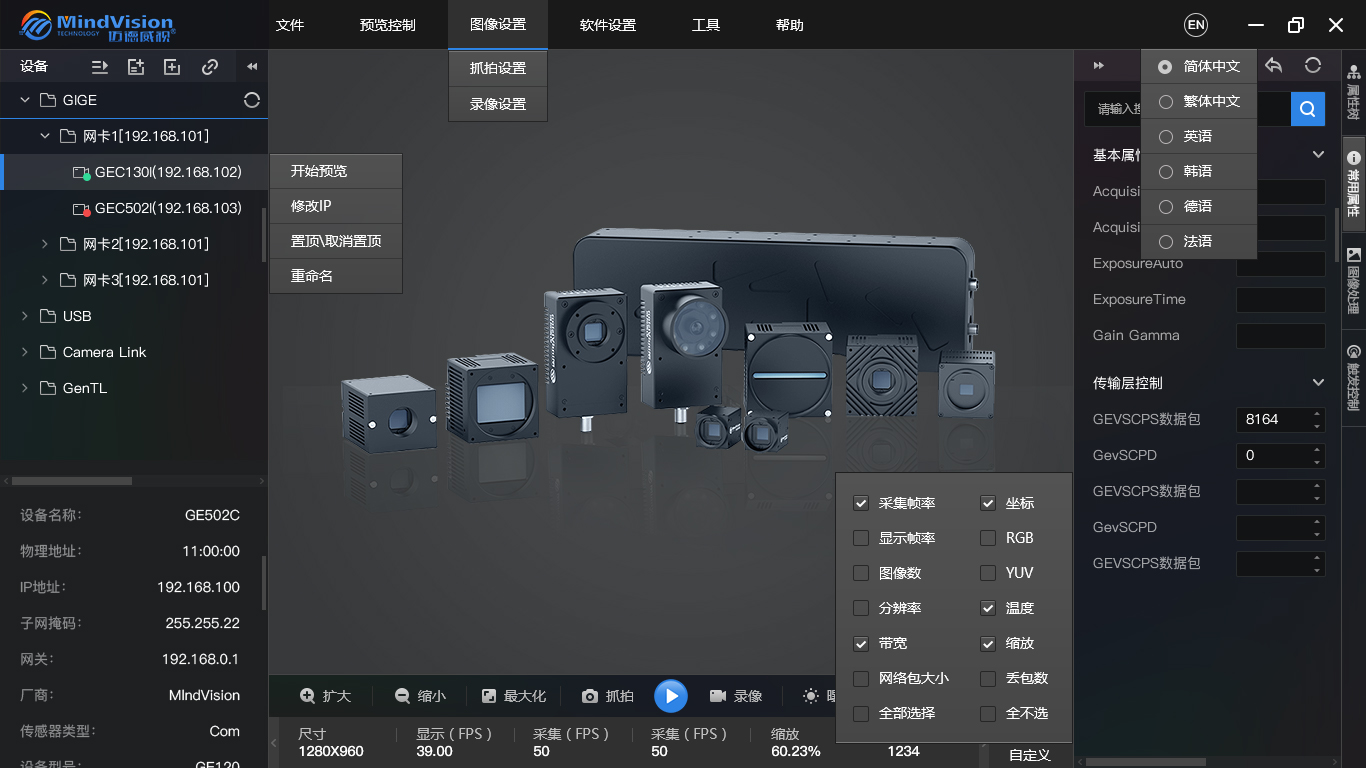 MindVision
TECHNOLOGY 迈德威视
文件 预览控制 图像设置 软件设置 工具 帮助 EN
抓拍设置
录像设置
设备
GIGE
网卡1[192.168.101]
GEC130I(192.168.102)
GEC502I(192.168.103)
网卡2[192.168.101]
网卡3[192.168.101]
USB
Camera Link
GenTL
开始预览
修改IP
置顶\取消置顶
重命名
设备名称: GE502C
物理地址: 11:00:00
IP地址: 192.168.100
子网掩码: 255.255.22
网关: 192.168.0.1
厂商: MIndVision
传感器类型: Com
设备型号: GE120
扩大 缩小 最大化 抓拍 录像
尺寸 显示（FPS） 采集（FPS） 采集（FPS） 缩放
1280X960 39.00 50 50 60.23% 1234
自定义
采集帧率 坐标
显示帧率 RGB
图像数 YUV
分辨率 温度
带宽 缩放
网络包大小 丢包数
全部选择 全不选
简体中文
繁体中文
英语
韩语
德语
法语
请输入
基本属性
Acquisi
Acquis
ExposureAuto
ExposureTime
Gain Gamma
传输层控制
GEVSCPS数据包 8164
GevSCPD 0
GEVSCPS数据包
GevSCPD
GEVSCPS数据包
属性树
常用属性
图像处理
触发控制